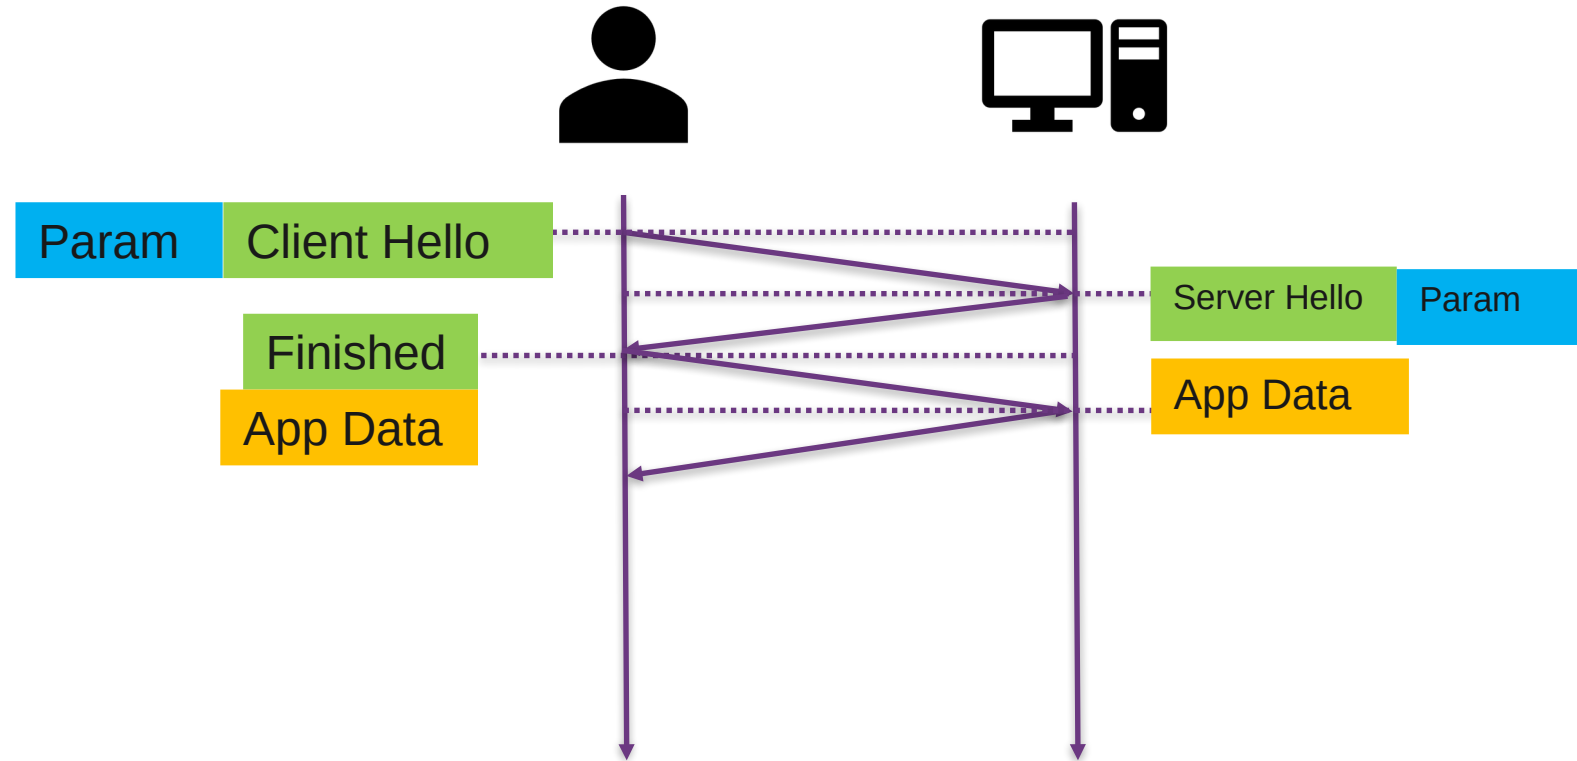 Param
Client Hello
Server Hello
Param
Finished
App Data
App Data